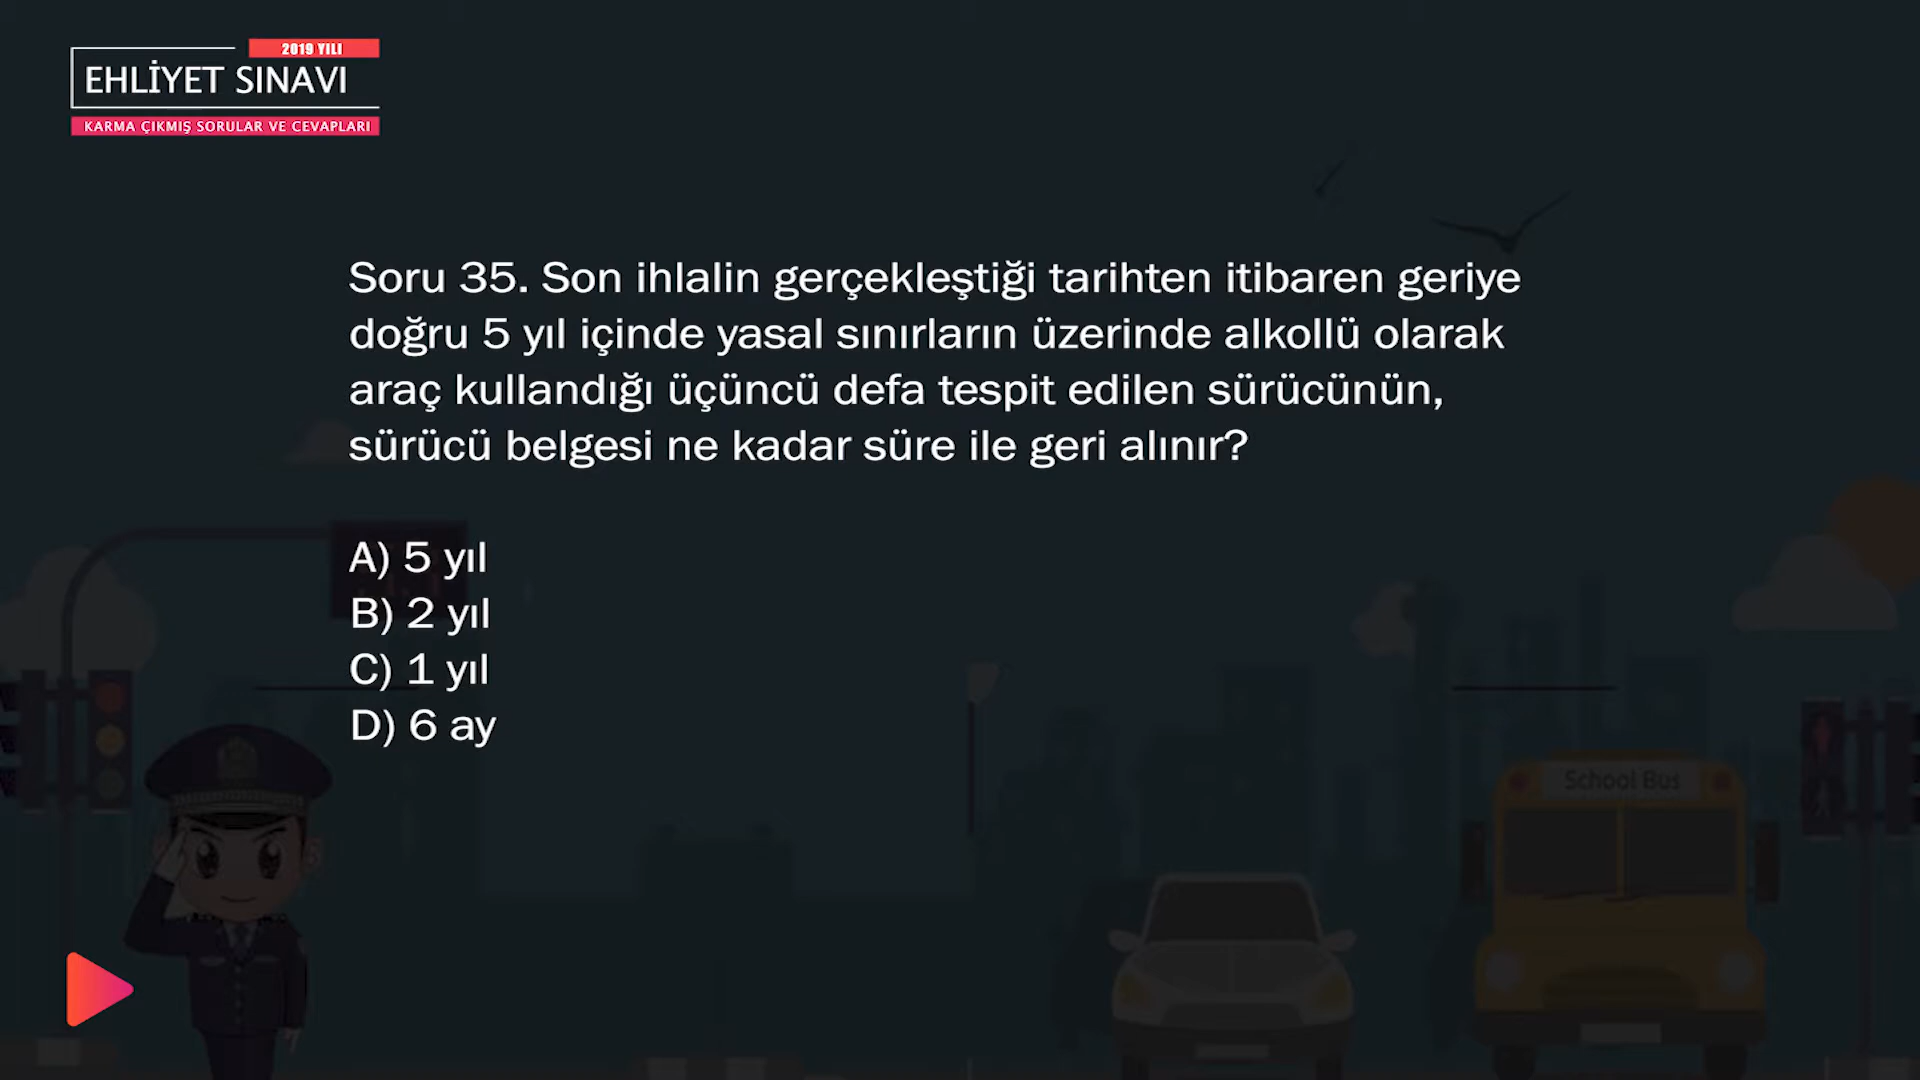 2019 YILI
EHLİYET SINAVI
KARMA ÇIKMIŞ SORULAR VE CEVAPLARI
Soru 35. Son ihlalin gerçekleştiği tarihten itibaren geriye
doğru 5 yıl içinde yasal sınırların üzerinde alkollü olarak
araç kullandığı üçüncü defa tespit edilen sürücünün,
sürücü belgesi ne kadar süre ile geri alınır?
A) 5 yıl
B) 2 yıl
C) 1 yıl
D) 6 ay
School Bus